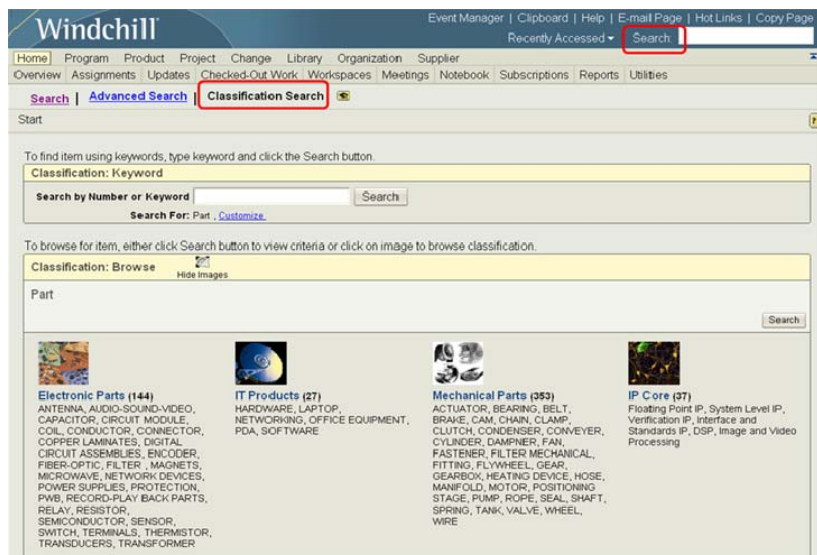 Windchill
Event Manager | Clipboard | Help | E-mail Page | Hot Links | Copy Page
Recently Accessed Search:
Home Program Product Project Change Library Organization Supplier
Overview Assignments Updates Checked-Out Work Workspaces Meetings Notebook Subscriptions Reports Utilities
Search | Advanced Search | Classification Search
Start
To find item using keywords, type keyword and click the Search button.
Classification: Keyword
Search by Number or Keyword Search
Search For: Part , Customize
To browse for item, either click Search button to view criteria or click on image to browse classification.
Classification: Browse Hide Images
Part
Search
Electronic Parts (144)
ANTENNA, AUDIO-SOUND-VIDEO,
CAPACITOR, CIRCUIT MODULE,
COIL, CONDUCTOR, CONNECTOR,
COPPER LAMINATES, DIGITAL
CIRCUIT ASSEMBLIES, ENCODER,
FIBER-OPTIC, FILTER , MAGNETS,
MICROWAVE, NETWORK DEVICES,
POWER SUPPLIES, PROTECTION,
PWB, RECORD-PLAY BACK PARTS,
RELAY, RESISTOR,
SEMICONDUCTOR, SENSOR,
SWITCH, TERMINALS, THERMISTOR,
TRANSDUCERS, TRANSFORMER
IT Products (27)
HARDWARE, LAPTOP,
NETWORKING, OFFICE EQUIPMENT,
PDA, SOFTWARE
Mechanical Parts (353)
ACTUATOR, BEARING, BELT,
BRAKE, CAM, CHAIN, CLAMP,
CLUTCH, CONDENSER, CONVEYER,
CYLINDER, DAMPNER, FAN,
FASTENER, FILTER MECHANICAL,
FITTING, FLYWHEEL, GEAR,
GEARBOX, HEATING DEVICE, HOSE,
MANIFOLD, MOTOR, POSITIONING
STAGE, PUMP, ROPE, SEAL, SHAFT,
SPRING, TANK, VALVE, WHEEL,
WIRE
IP Core (37)
Floating Point IP, System Level IP,
Verification IP, Interface and
Standards IP, DSP, Image and Video
Processing